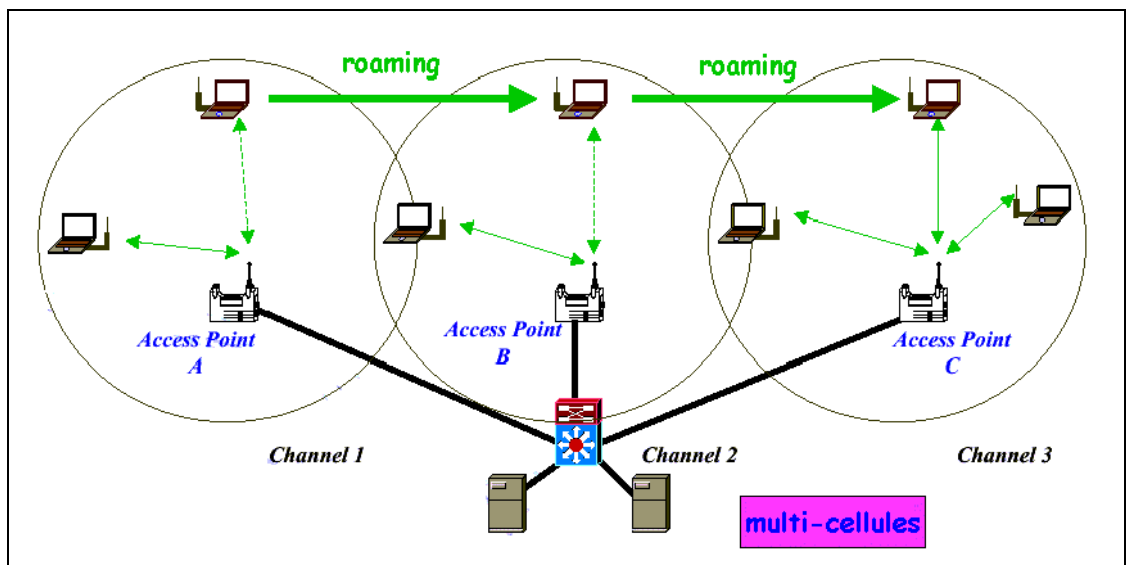 roaming
roaming
Access Point
A
Access Point
B
Access Point
C
Channel 1
Channel 2
Channel 3
multi-cellules